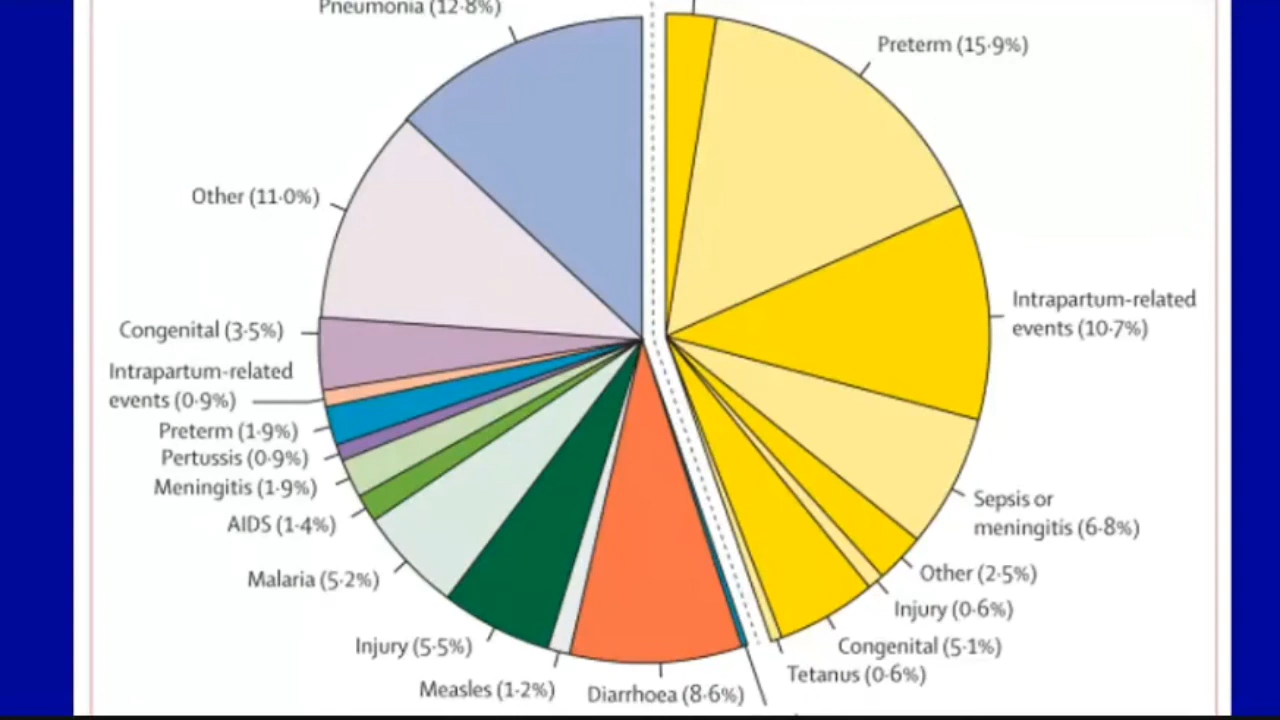 Pneumonia (12·8%)
Preterm (15·9%)
Other (11·0%)
Intrapartum-related
events (10·7%)
Congenital (3·5%)
Intrapartum-related
events (0·9%)
Preterm (1·9%)
Pertussis (0·9%)
Meningitis (1·9%)
AIDS (1·4%)
Sepsis or
meningitis (6·8%)
Malaria (5·2%)
Other (2·5%)
Injury (0·6%)
Injury (5·5%)
Congenital (5·1%)
Tetanus (0·6%)
Measles (1·2%)
Diarrhoea (8·6%)